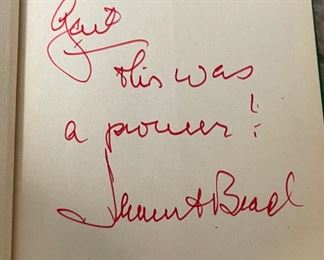 this was
a pioneer!
James A Beard